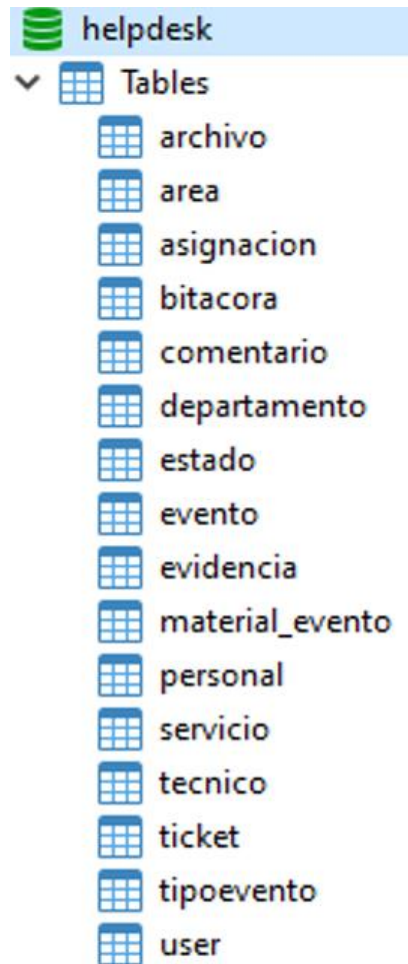 helpdesk
Tables
archivo
area
asignacion
bitacora
comentario
departamento
estado
evento
evidencia
material_evento
personal
servicio
tecnico
ticket
tipoevento
user